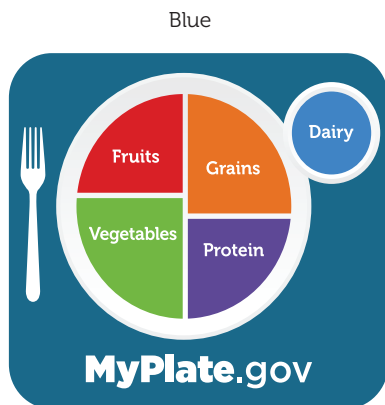 Blue
Dairy
Fruits
Grains
Vegetables
Protein
MyPlate.gov